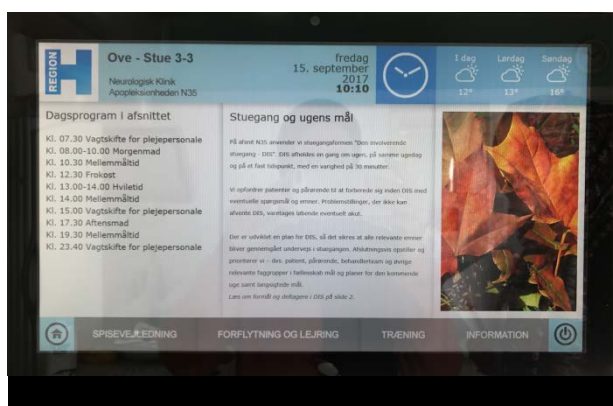 REGION
H
Ove - Stue 3-3
Neurologisk Klinik
Apopleksienheden N35
fredag
15. september
2017
10:10
I dag
Lørdag
Søndag
12°
13°
16°
Dagsprogram i afsnittet
Kl. 07.30 Vagtskifte for plejepersonale
Kl. 08.00-10.00 Morgenmad
Kl. 10.30 Mellemmåltid
Kl. 12.30 Frokost
Kl. 13.00-14.00 Hviletid
Kl. 14.00 Mellemmåltid
Kl. 15.00 Vagtskifte for plejepersonale
Kl. 17.30 Aftensmad
Kl. 19.30 Mellemmåltid
Kl. 23.40 Vagtskifte for plejepersonale
Stuegang og ugens mål
På afsnit N35 anvender vi stuegangsformen "Den involverende
stuegang - DIS". DIS afholdes en gang om ugen, på samme ugedag
og på et fast tidspunkt, med en varighed på 30 minutter.
Vi opfordrer patienter og pårørende til at forberede sig inden DIS med
eventuelle spørgsmål og emner. Problemstillinger, der ikke kan
afvente DIS, varetages løbende eventuelt akut.
Der er udviklet en plan for DIS, så det sikres at alle relevante emner
bliver gennemgået undervejs i stuegangen. Afslutningsvis opstiller og
prioriterer vi - dvs. patient, pårørende, behandlerteam og øvrige
relevante faggrupper i fællesskab mål og planer for den kommende
uge samt langsigtede mål.
Læs om formål og deltagere i DIS på slide 2.
SPISEVEJLEDNING
FORFLYTNING OG LEJRING
TRÆNING
INFORMATION